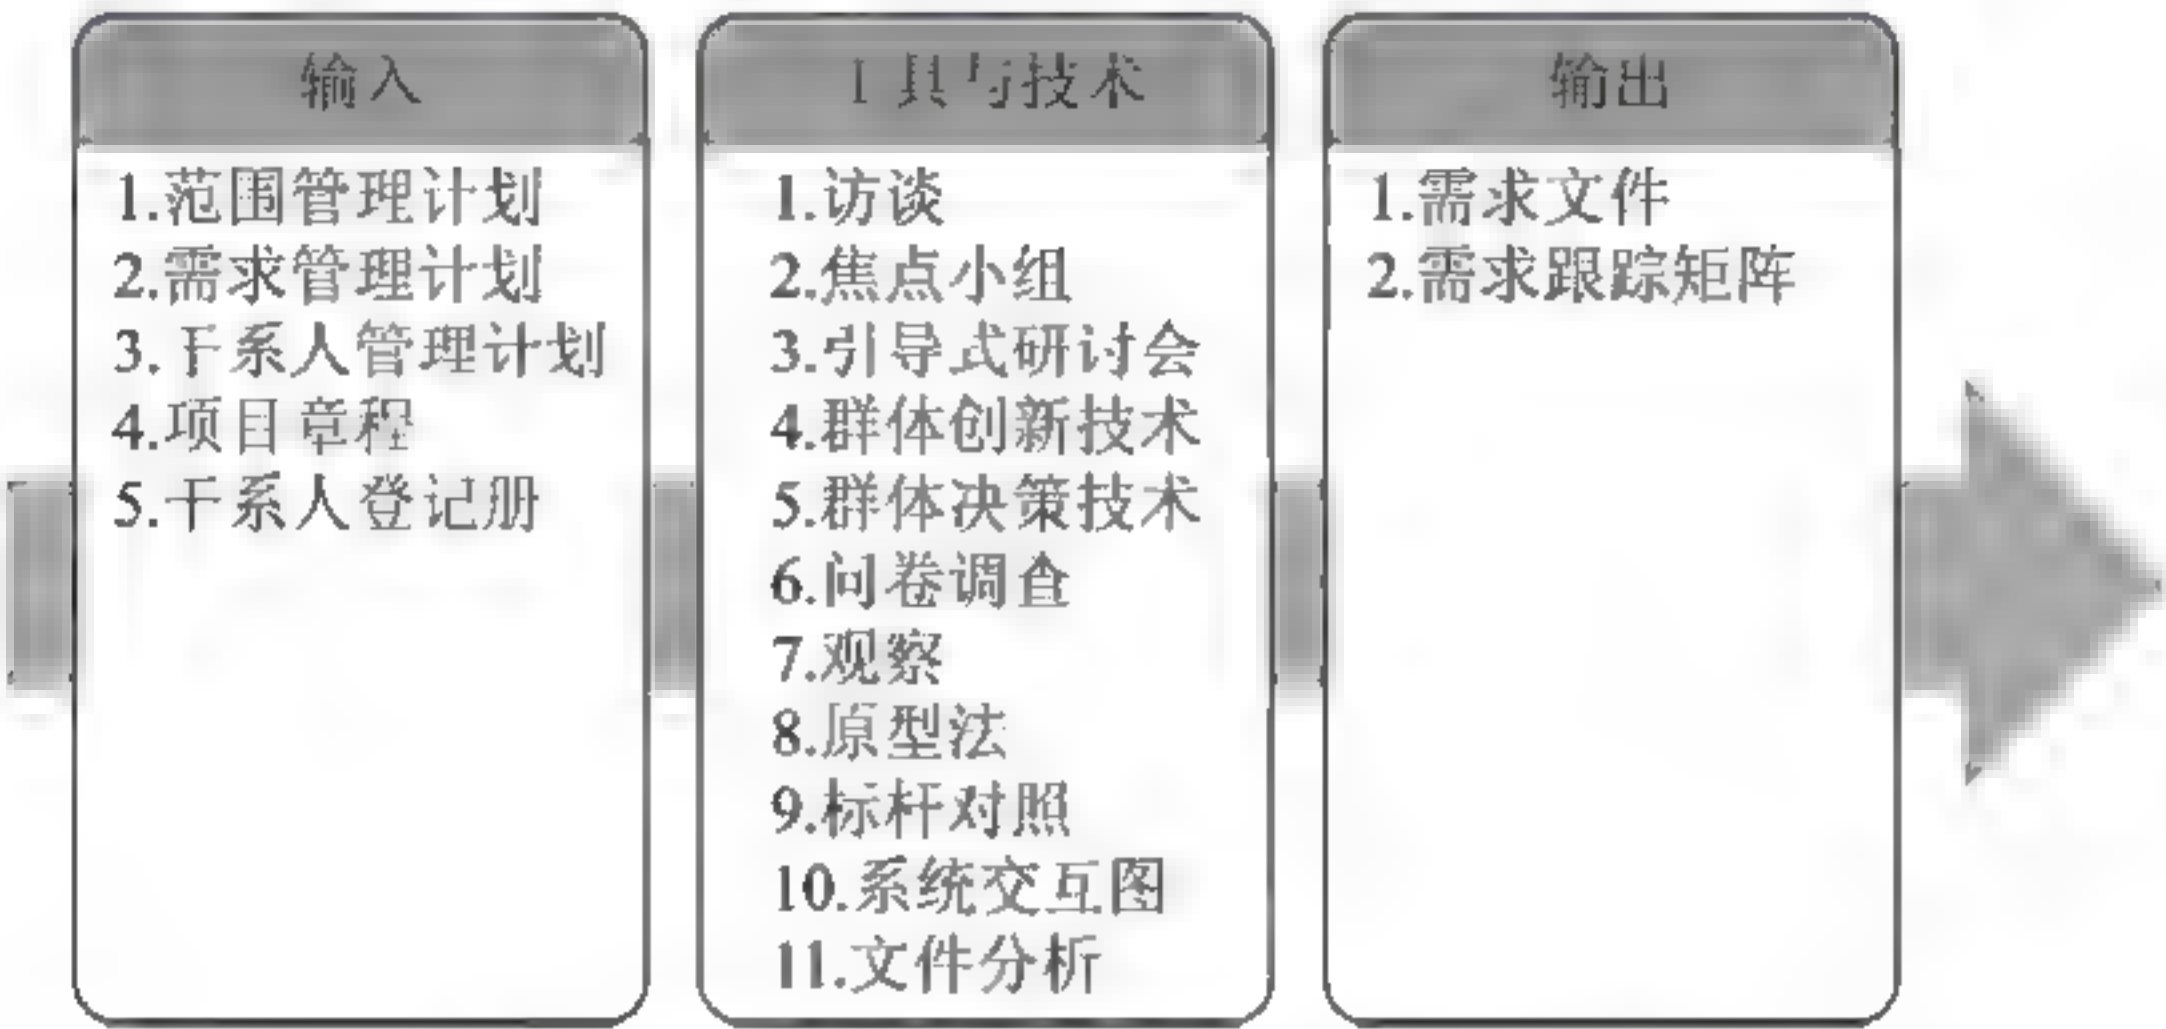 输入
1.范围管理计划
2.需求管理计划
3.干系人管理计划
4.项目章程
5.干系人登记册
工具与技术
1.访谈
2.焦点小组
3.引导式研讨会
4.群体创新技术
5.群体决策技术
6.问卷调查
7.观察
8.原型法
9.标杆对照
10.系统交互图
11.文件分析
输出
1.需求文件
2.需求跟踪矩阵